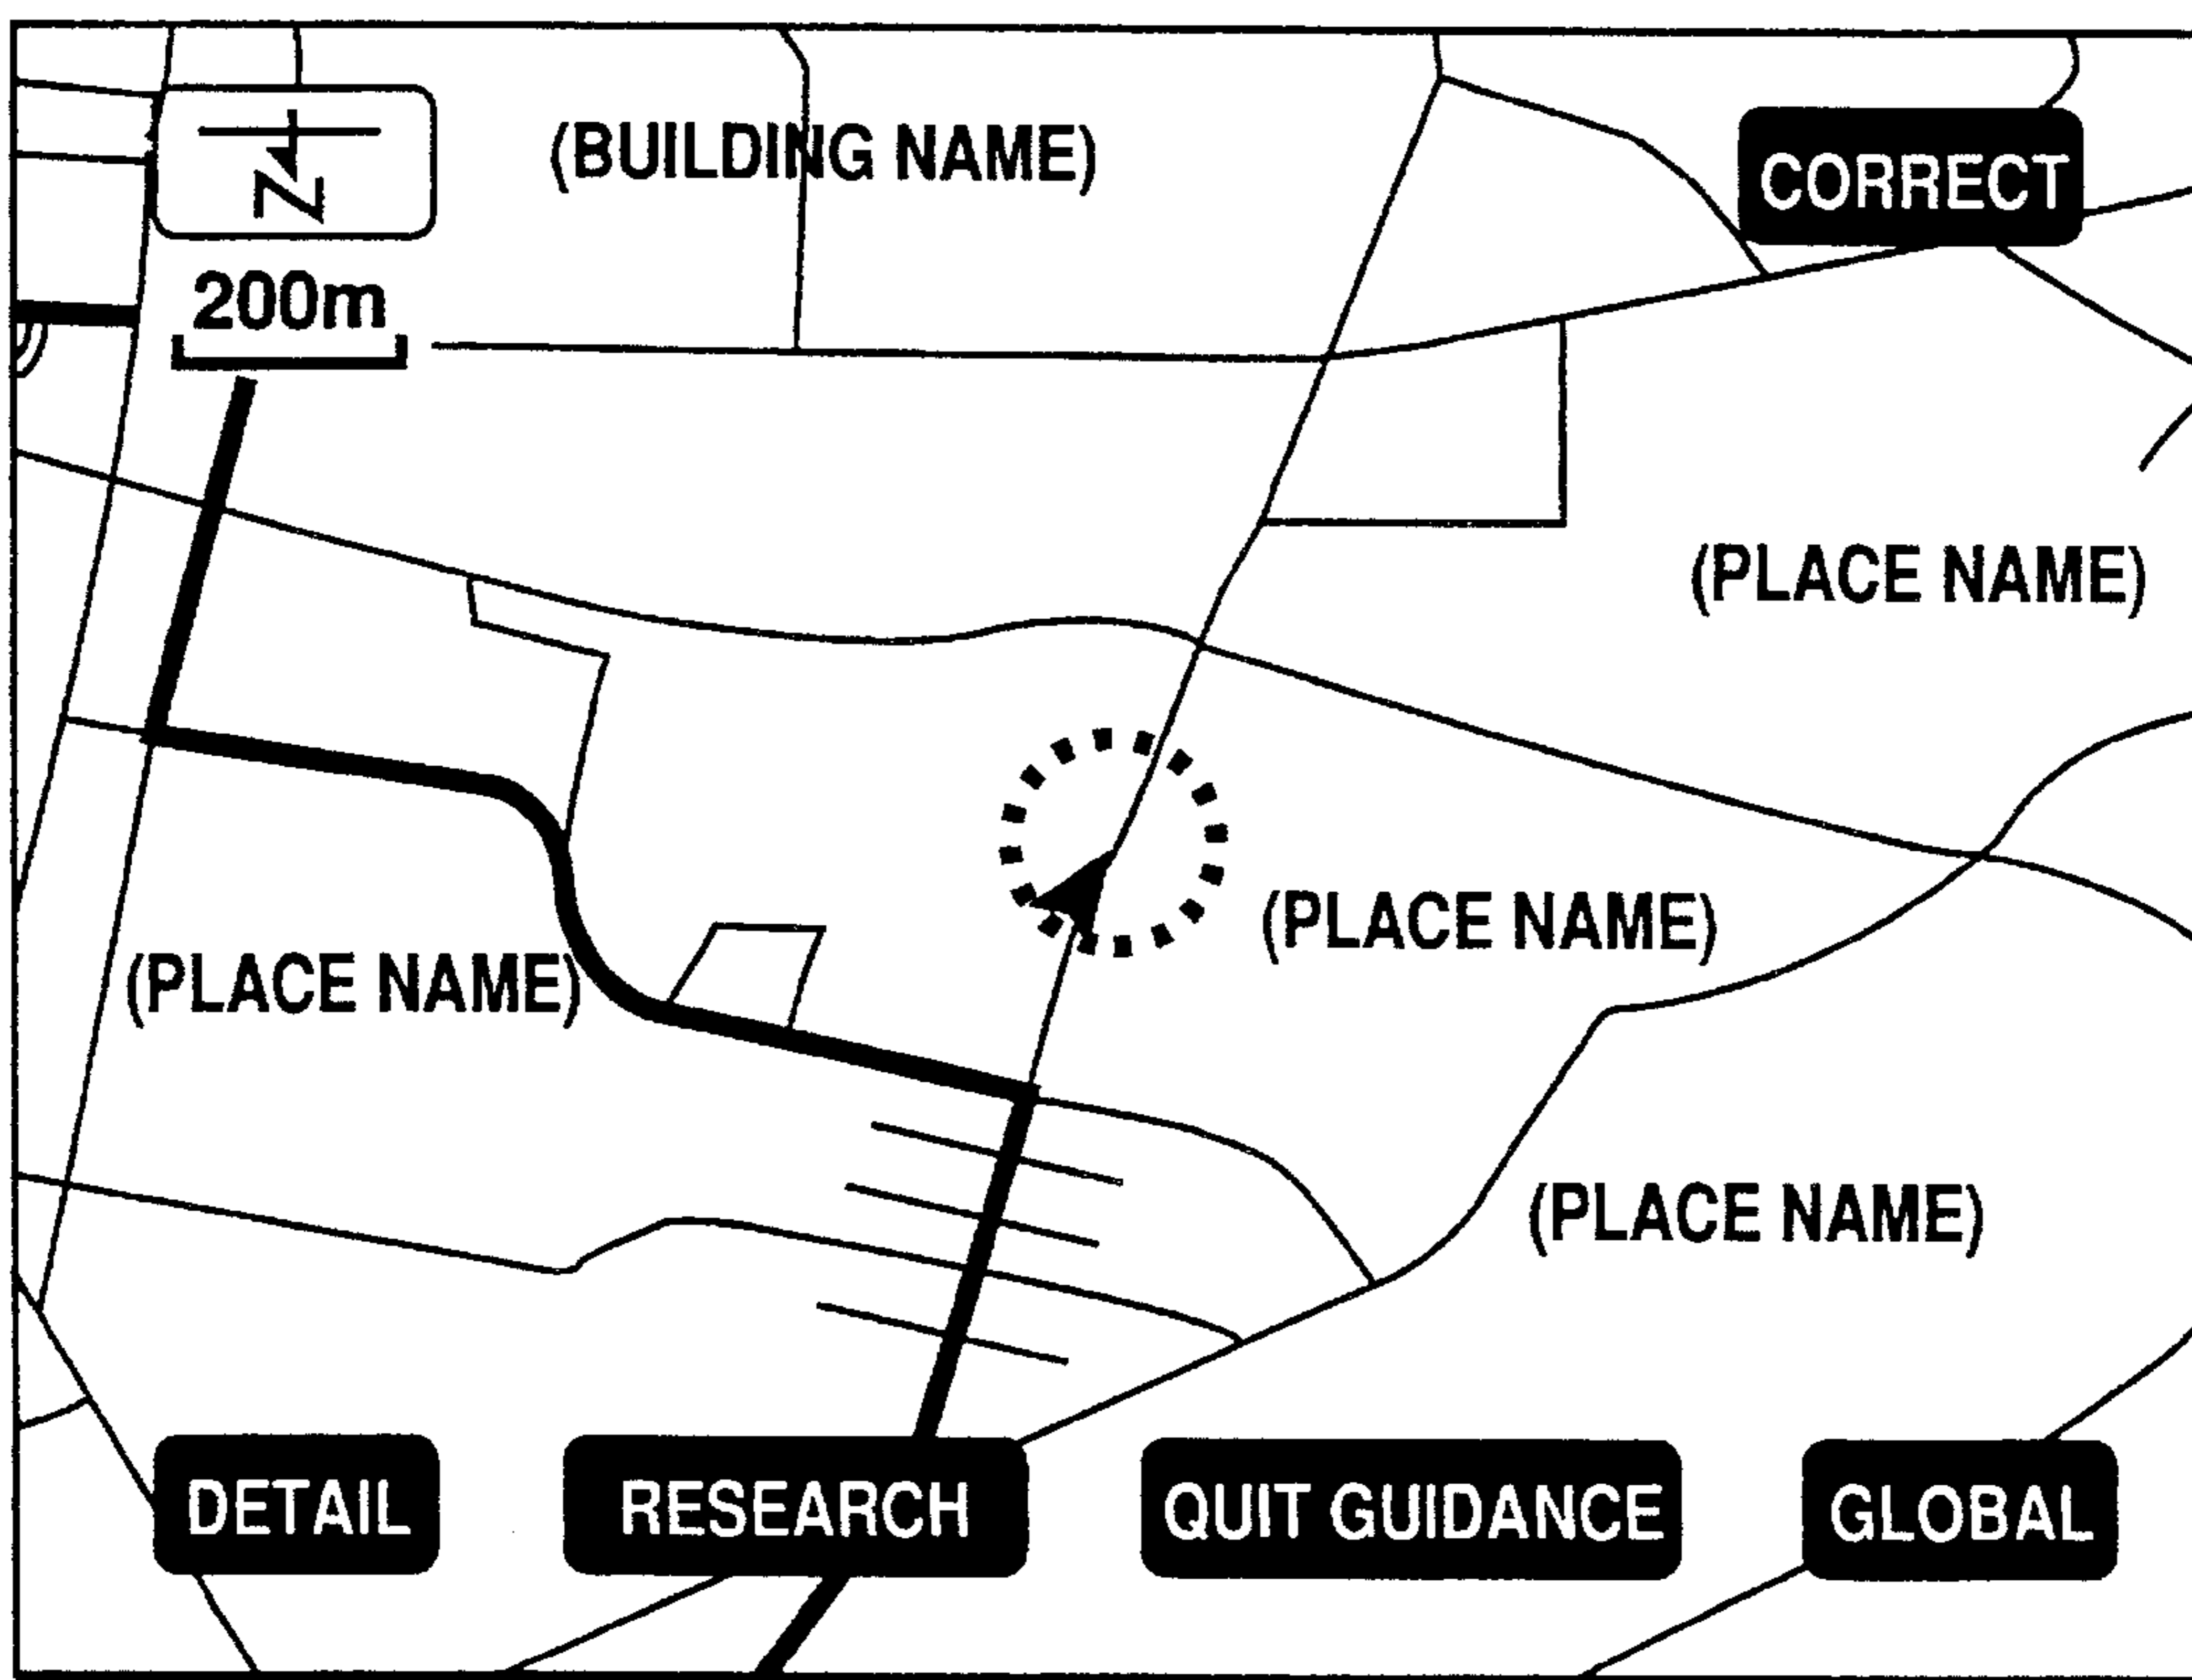 N
(BUILDING NAME)
CORRECT
200m
(PLACE NAME)
(PLACE NAME)
(PLACE NAME)
(PLACE NAME)
DETAIL
RESEARCH
QUIT GUIDANCE
GLOBAL